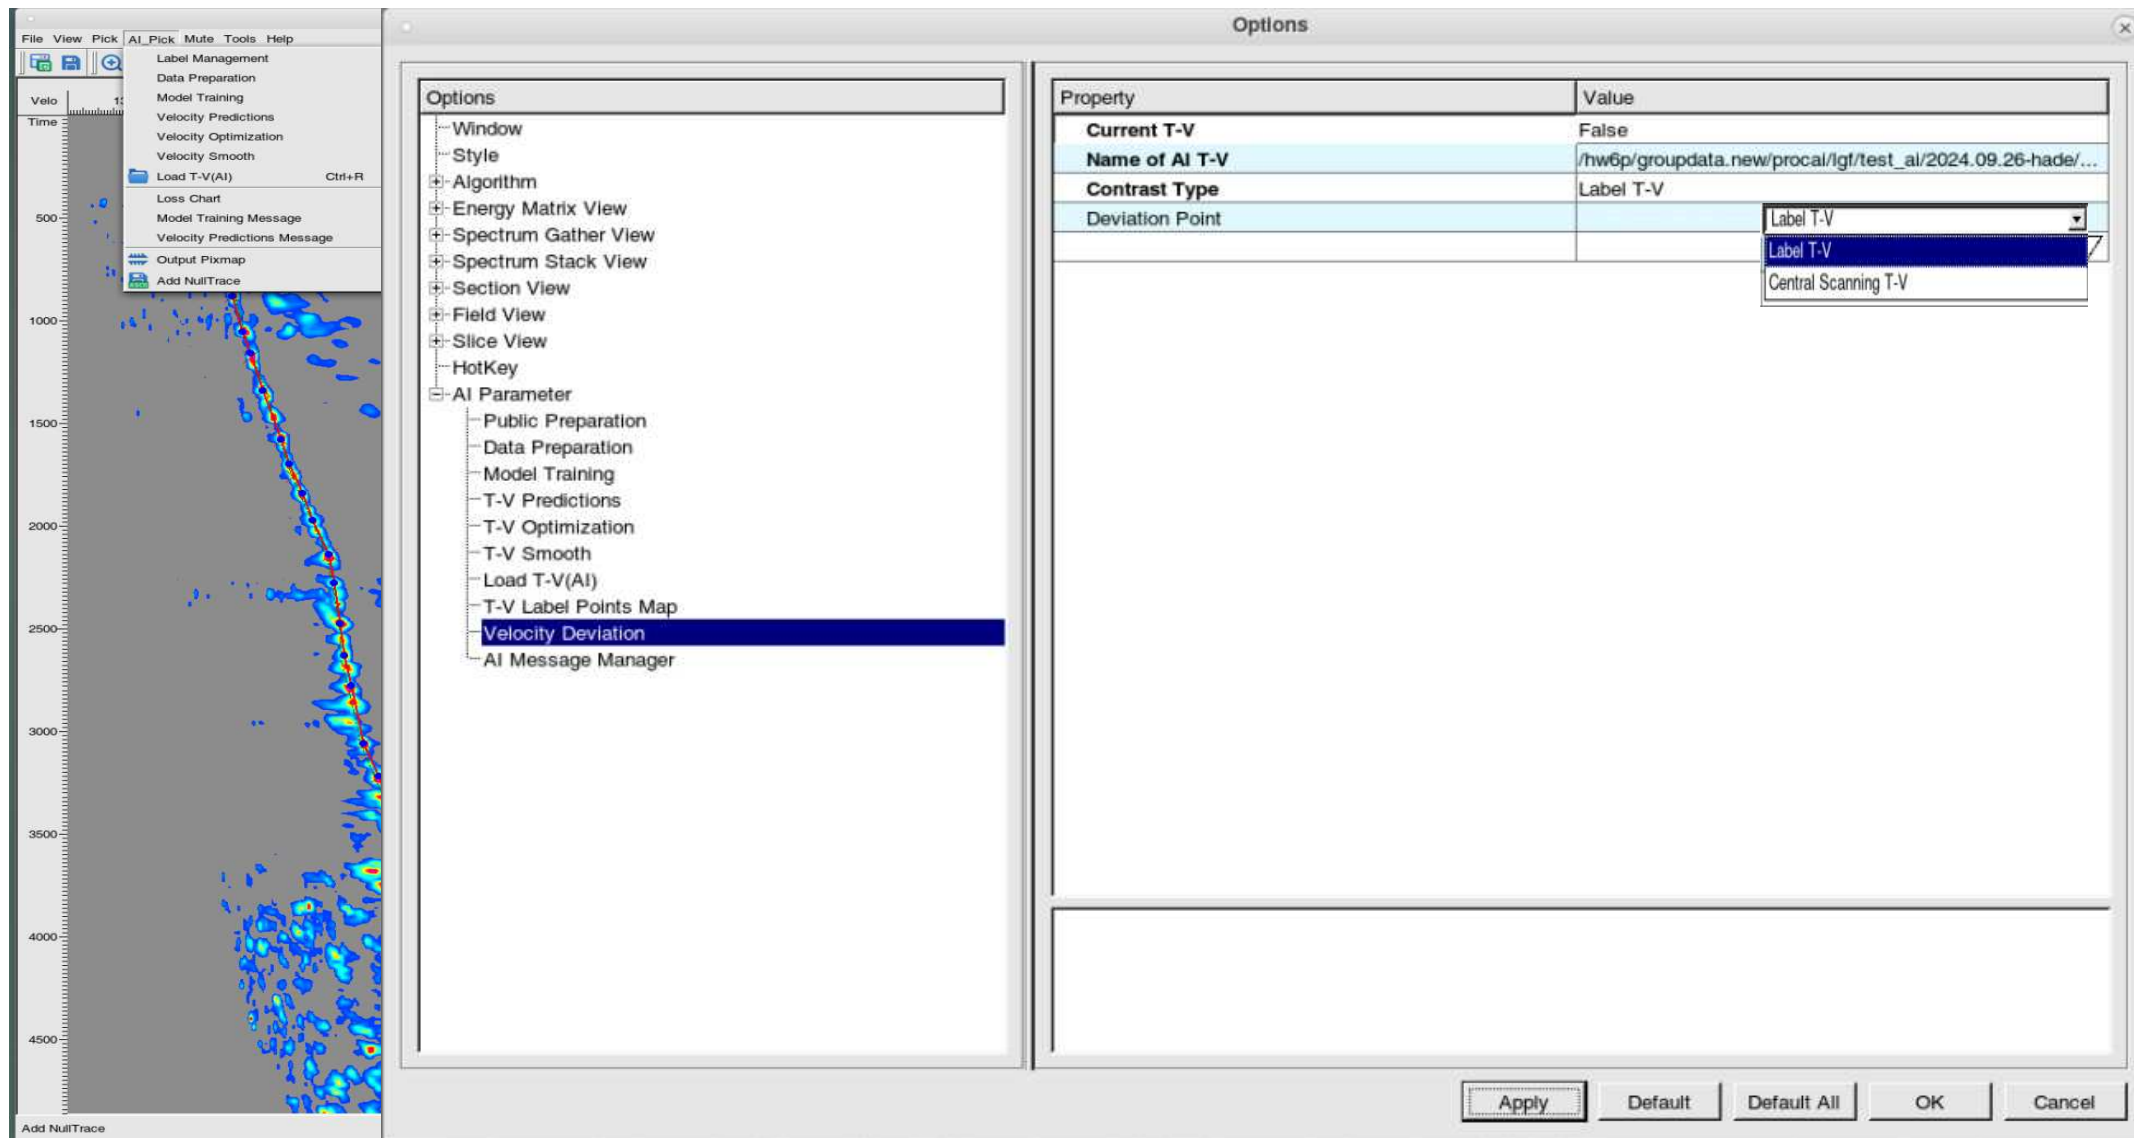 File View Pick AI_Pick Mute Tools Help
Label Management
Data Preparation
Model Training
Velocity Predictions
Velocity Optimization
Velocity Smooth
Load T-V(AI) Ctrl+R
Loss Chart
Model Training Message
Velocity Predictions Message
Output Pixmap
Add NullTrace
Velo
Time
500
1000
1500
2000
2500
3000
3500
4000
4500
Add NullTrace
Options
Options
Window
Style
Algorithm
Energy Matrix View
Spectrum Gather View
Spectrum Stack View
Section View
Field View
Slice View
HotKey
AI Parameter
Public Preparation
Data Preparation
Model Training
T-V Predictions
T-V Optimization
T-V Smooth
Load T-V(AI)
T-V Label Points Map
Velocity Deviation
AI Message Manager
Property Value
Current T-V False
Name of AI T-V /hw6p/groupdata.new/procai/lgf/test_ai/2024.09.26-hade/...
Contrast Type Label T-V
Deviation Point Label T-V
Label T-V
Central Scanning T-V
Apply Default Default All OK Cancel